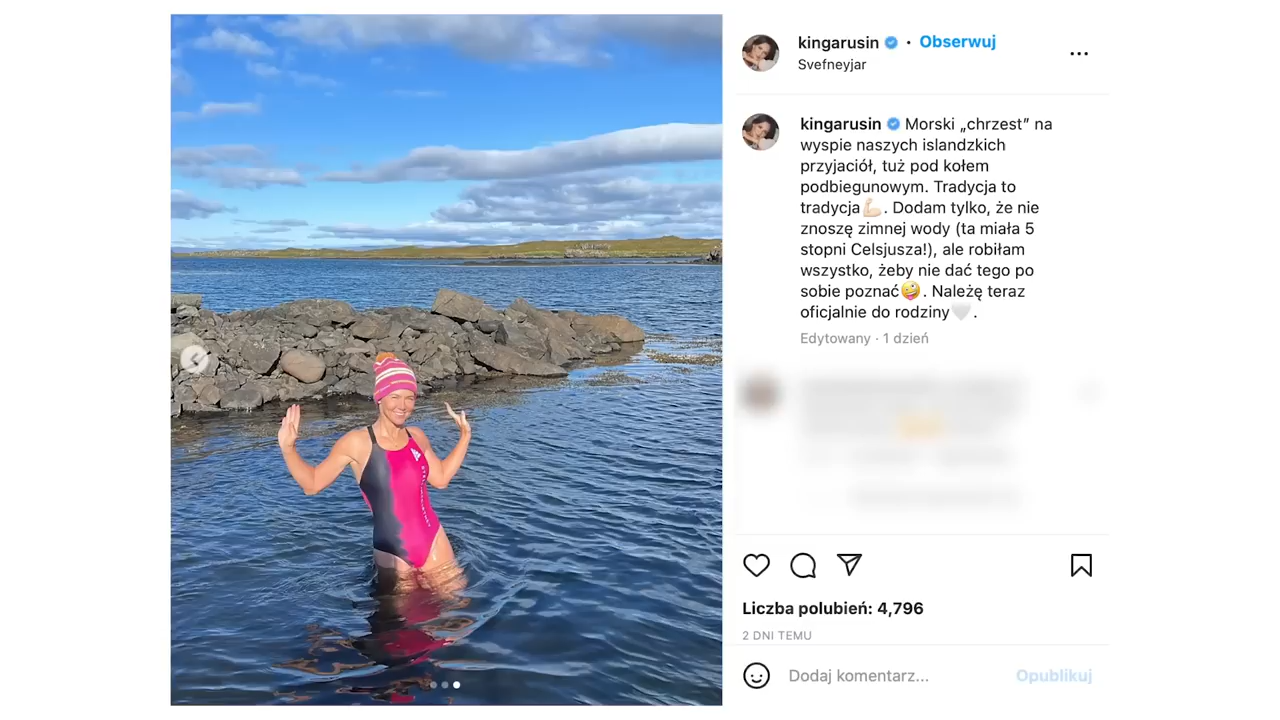 kingarusin • Obserwuj
Svefneyjar
kingarusin Morski „chrzest” na
wyspie naszych islandzkich
przyjaciół, tuż pod kołem
podbiegunowym. Tradycja to
tradycja💪🏻. Dodam tylko, że nie
znoszę zimnej wody (ta miała 5
stopni Celsjusza!), ale robiłam
wszystko, żeby nie dać tego po
sobie poznać🤪. Należę teraz
oficjalnie do rodziny🤍.
Edytowany · 1 dzień
Liczba polubień: 4,796
2 DNI TEMU
Dodaj komentarz...
Opublikuj